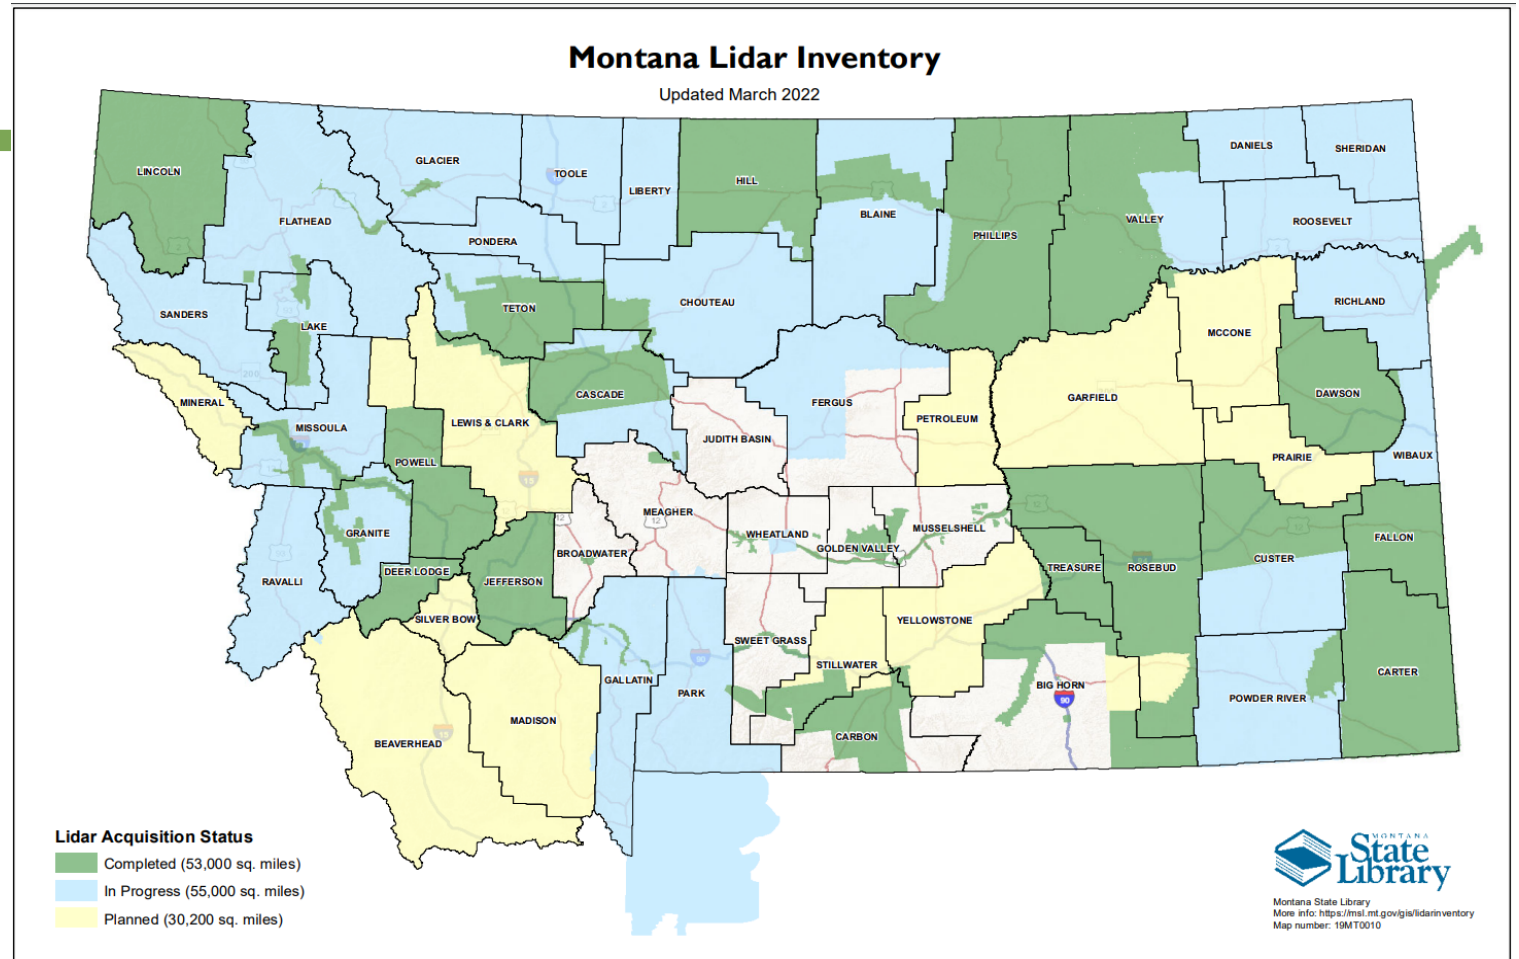 Montana Lidar Inventory
Updated March 2022
LINCOLN
GLACIER
TOOLE
LIBERTY
HILL
BLAINE
PHILLIPS
VALLEY
DANIELS
SHERIDAN
ROOSEVELT
FLATHEAD
PONDERA
TETON
CHOUTEAU
RICHLAND
SANDERS
LAKE
MCCONE
MINERAL
MISSOULA
LEWIS & CLARK
CASCADE
FERGUS
PETROLEUM
GARFIELD
DAWSON
JUDITH BASIN
POWELL
PRAIRIE
WIBAUX
GRANITE
MEAGHER
12
12
WHEATLAND
GOLDEN VALLEY
MUSSELSHELL
BROADWATER
FALLON
CUSTER
RAVALLI
DEER LODGE
JEFFERSON
TREASURE
ROSEBUD
SILVER BOW
YELLOWSTONE
SWEET GRASS
STILLWATER
GALLATIN
PARK
BIG HORN
90
POWDER RIVER
CARTER
BEAVERHEAD
15
15
MADISON
CARBON
Lidar Acquisition Status
Completed (53,000 sq. miles)
In Progress (55,000 sq. miles)
Planned (30,200 sq. miles)
MONTANA
State
Library
Montana State Library
More info: https://msl.mt.gov/gis/lidarinventory
Map number: 19MT0010